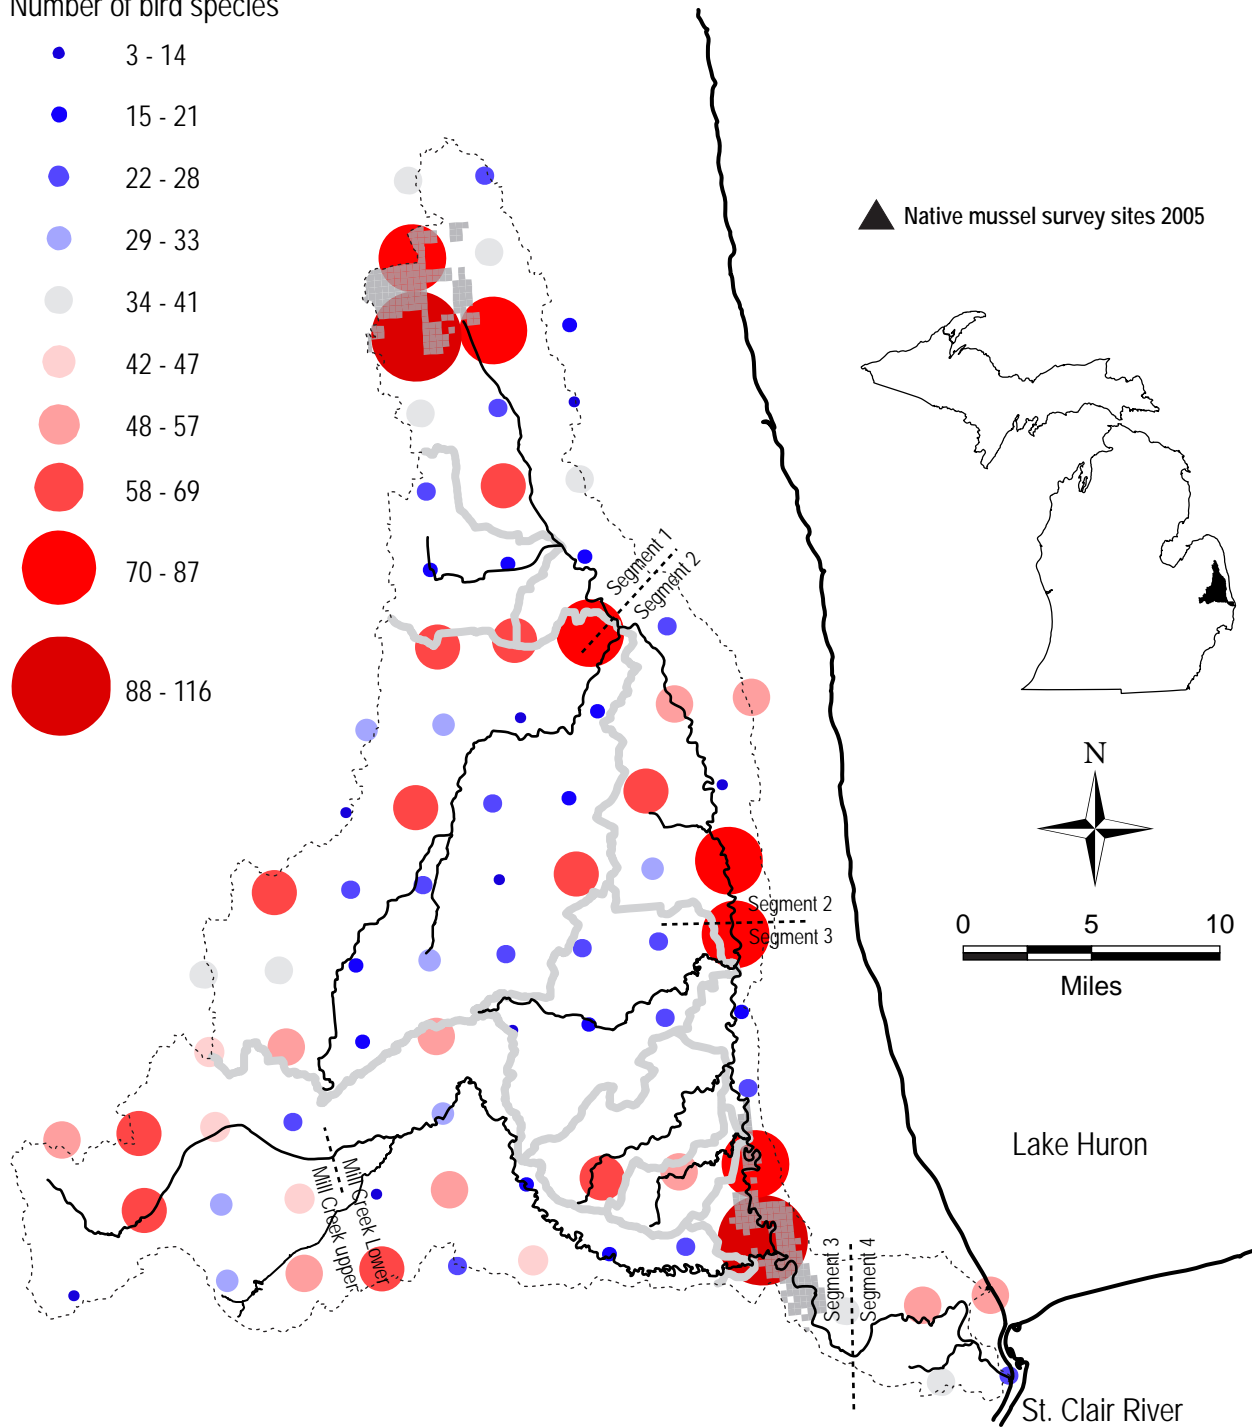 Number of bird species
3 - 14
15 - 21
22 - 28
29 - 33
34 - 41
42 - 47
48 - 57
58 - 69
70 - 87
88 - 116
Native mussel survey sites 2005
Segment 1
Segment 2
N
Segment 2
Segment 3
0 5 10
Miles
Lake Huron
Mill Creek Lower
Mill Creek upper
Segment 3
Segment 4
St. Clair River